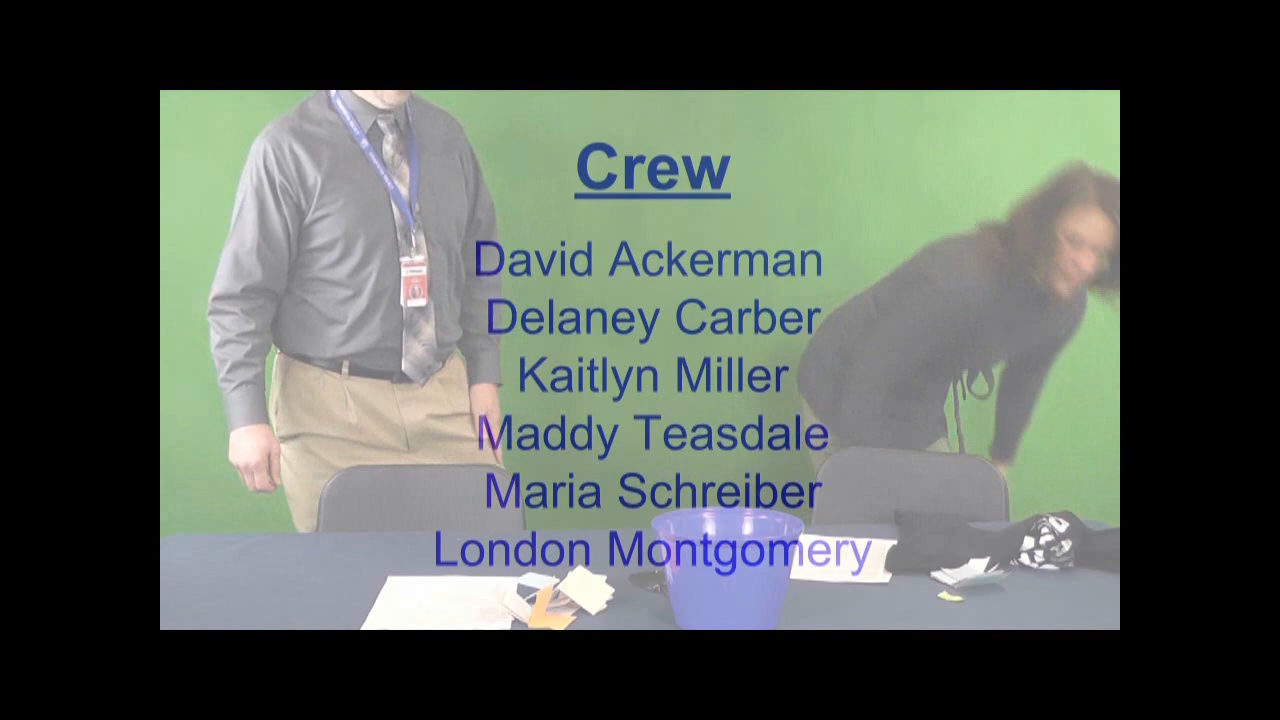 Crew
David Ackerman
Delaney Carber
Kaitlyn Miller
Maddy Teasdale
Maria Schreiber
London Montgomery